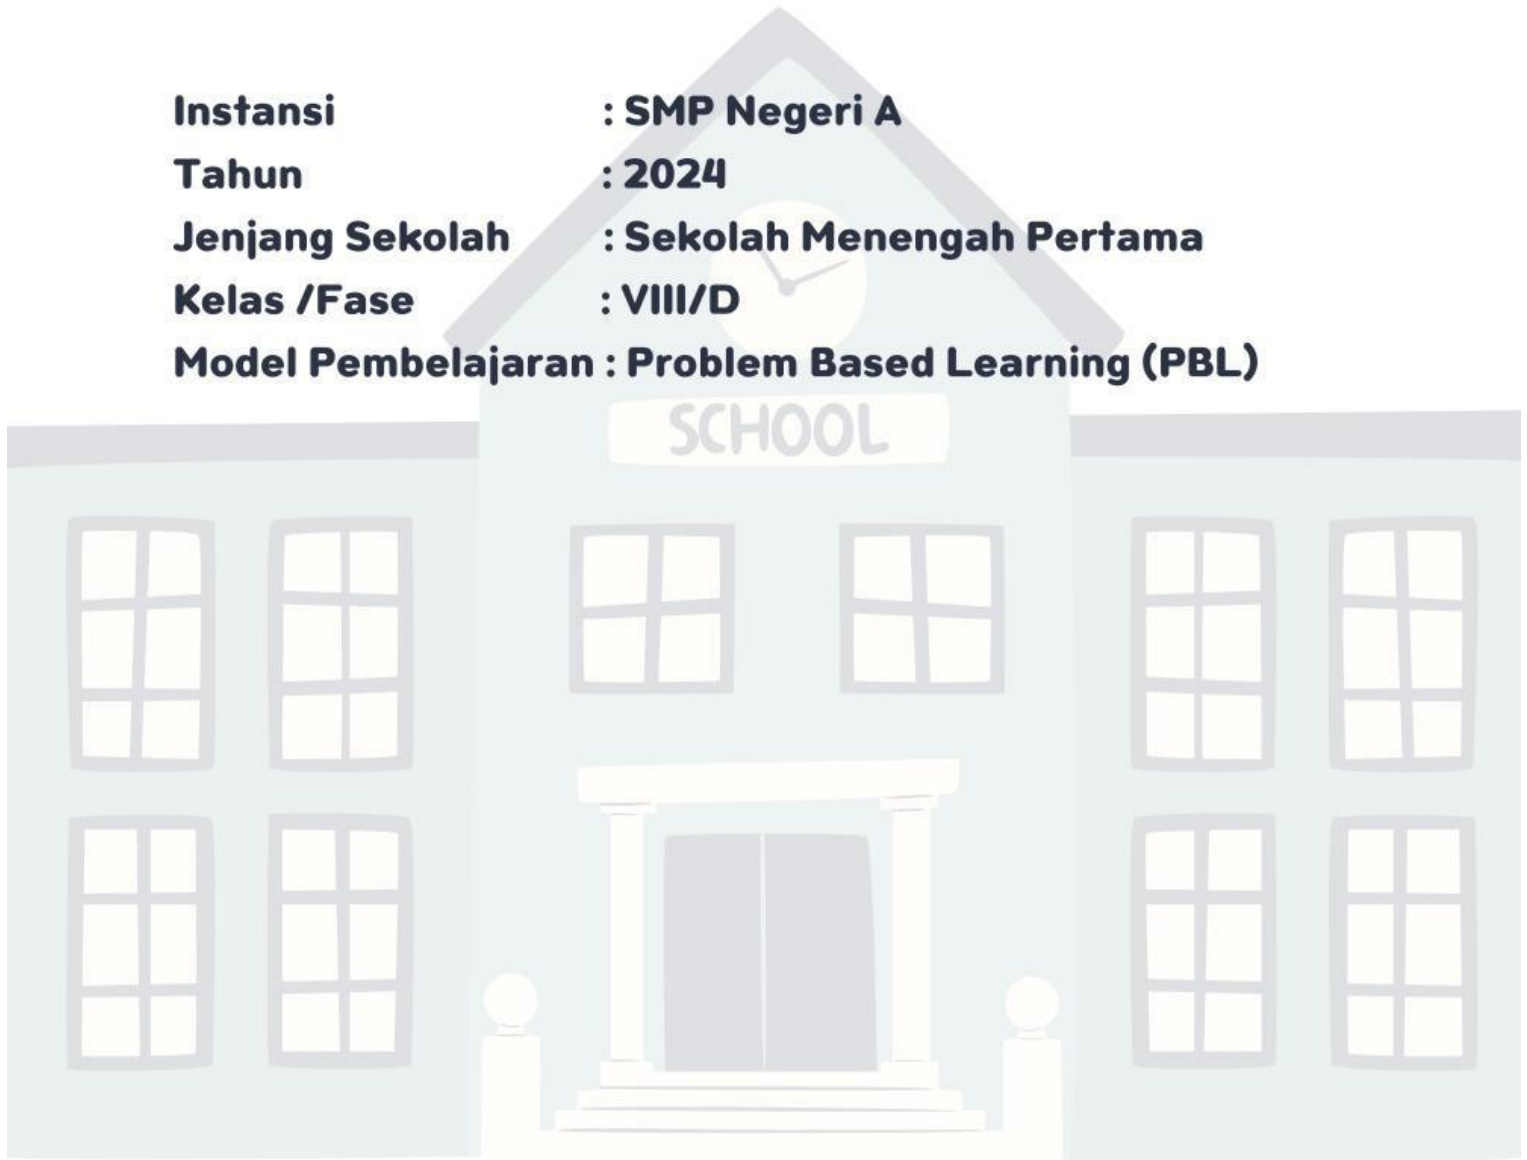 Instansi : SMP Negeri A
Tahun : 2024
Jenjang Sekolah : Sekolah Menengah Pertama
Kelas /Fase : VIII/D
Model Pembelajaran : Problem Based Learning (PBL)
SCHOOL